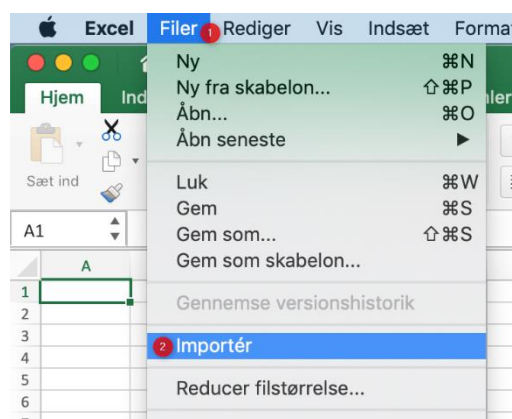 Excel Filer 1 Rediger Vis Indsæt Forma
Hjem Ind ler
Ny ⌘N
Ny fra skabelon... ⇧⌘P
Åbn... ⌘O
Åbn seneste ▶
Sæt ind
Luk ⌘W
Gem ⌘S
A1
Gem som... ⇧⌘S
Gem som skabelon...
A
Gennemse versionshistorik
1
2
3
2 Importér
4
5
Reducer filstørrelse...
6